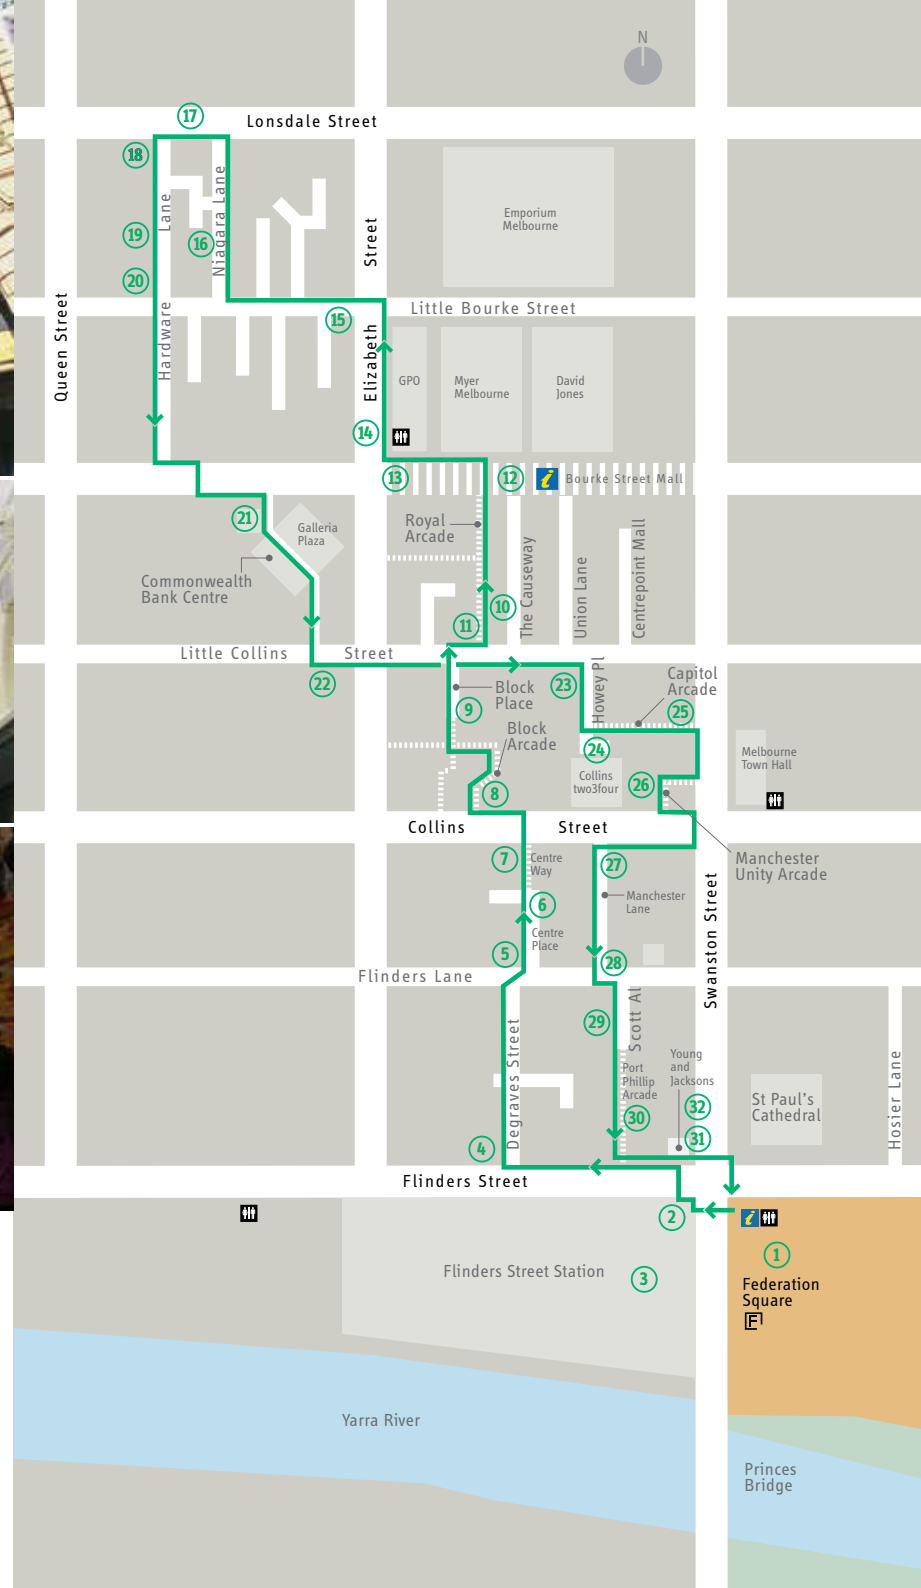 N
17
Lonsdale Street
18
Lane
Niagara Lane
19
16
20
Street
Emporium
Melbourne
Queen Street
Hardware
15
Little Bourke Street
Elizabeth
GPO
Myer
Melbourne
David
Jones
14
13
12
i
Bourke Street Mall
21
Galleria
Plaza
Royal
Arcade
Commonwealth
Bank Centre
The Causeway
Union Lane
Centrepoint Mall
10
11
Little Collins
Street
22
23
Howey Pl
Capitol
Arcade
25
Block
Place
9
Block
Arcade
24
Melbourne
Town Hall
Collins
two3four
26
8
Collins
Street
7
Centre
Way
27
Manchester
Unity Arcade
6
Manchester
Lane
Centre
Place
5
28
Swanston Street
Flinders Lane
29
Scott Al
Degraves Street
Port
Phillip
Arcade
Young
and
Jacksons
30
32
31
St Paul's
Cathedral
Hosier Lane
4
Flinders Street
2
i
1
Flinders Street Station
3
Federation
Square
F
Yarra River
Princes
Bridge